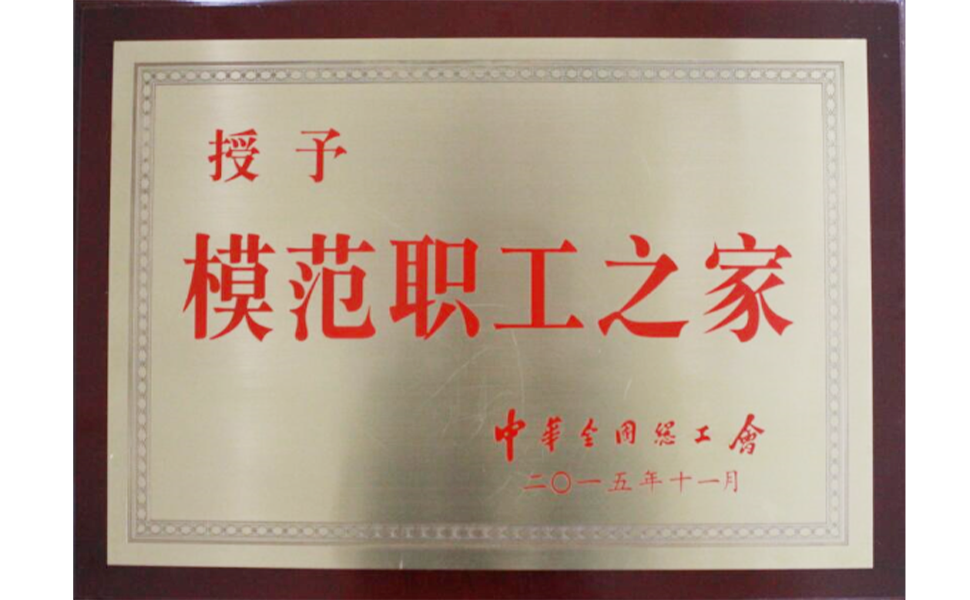 授予
模范职工之家
中华全国总工會
二〇一五年十一月